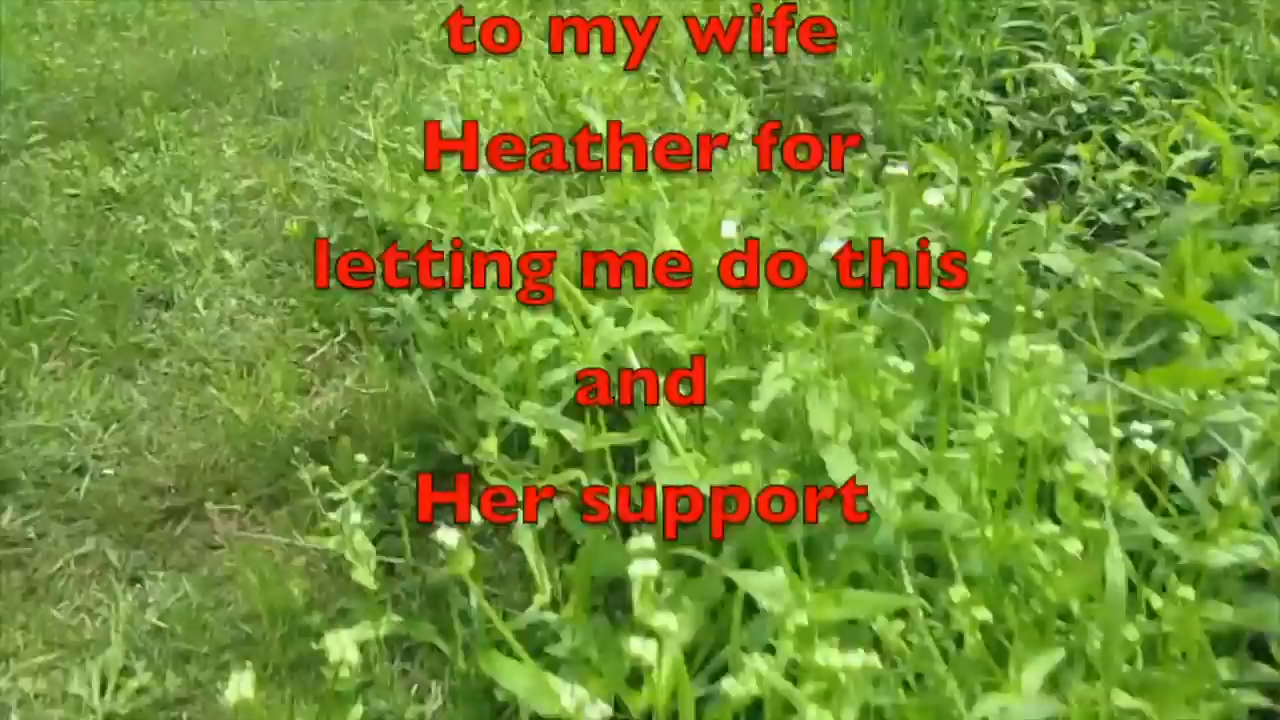 to my wife
Heather for
letting me do this
and
Her support